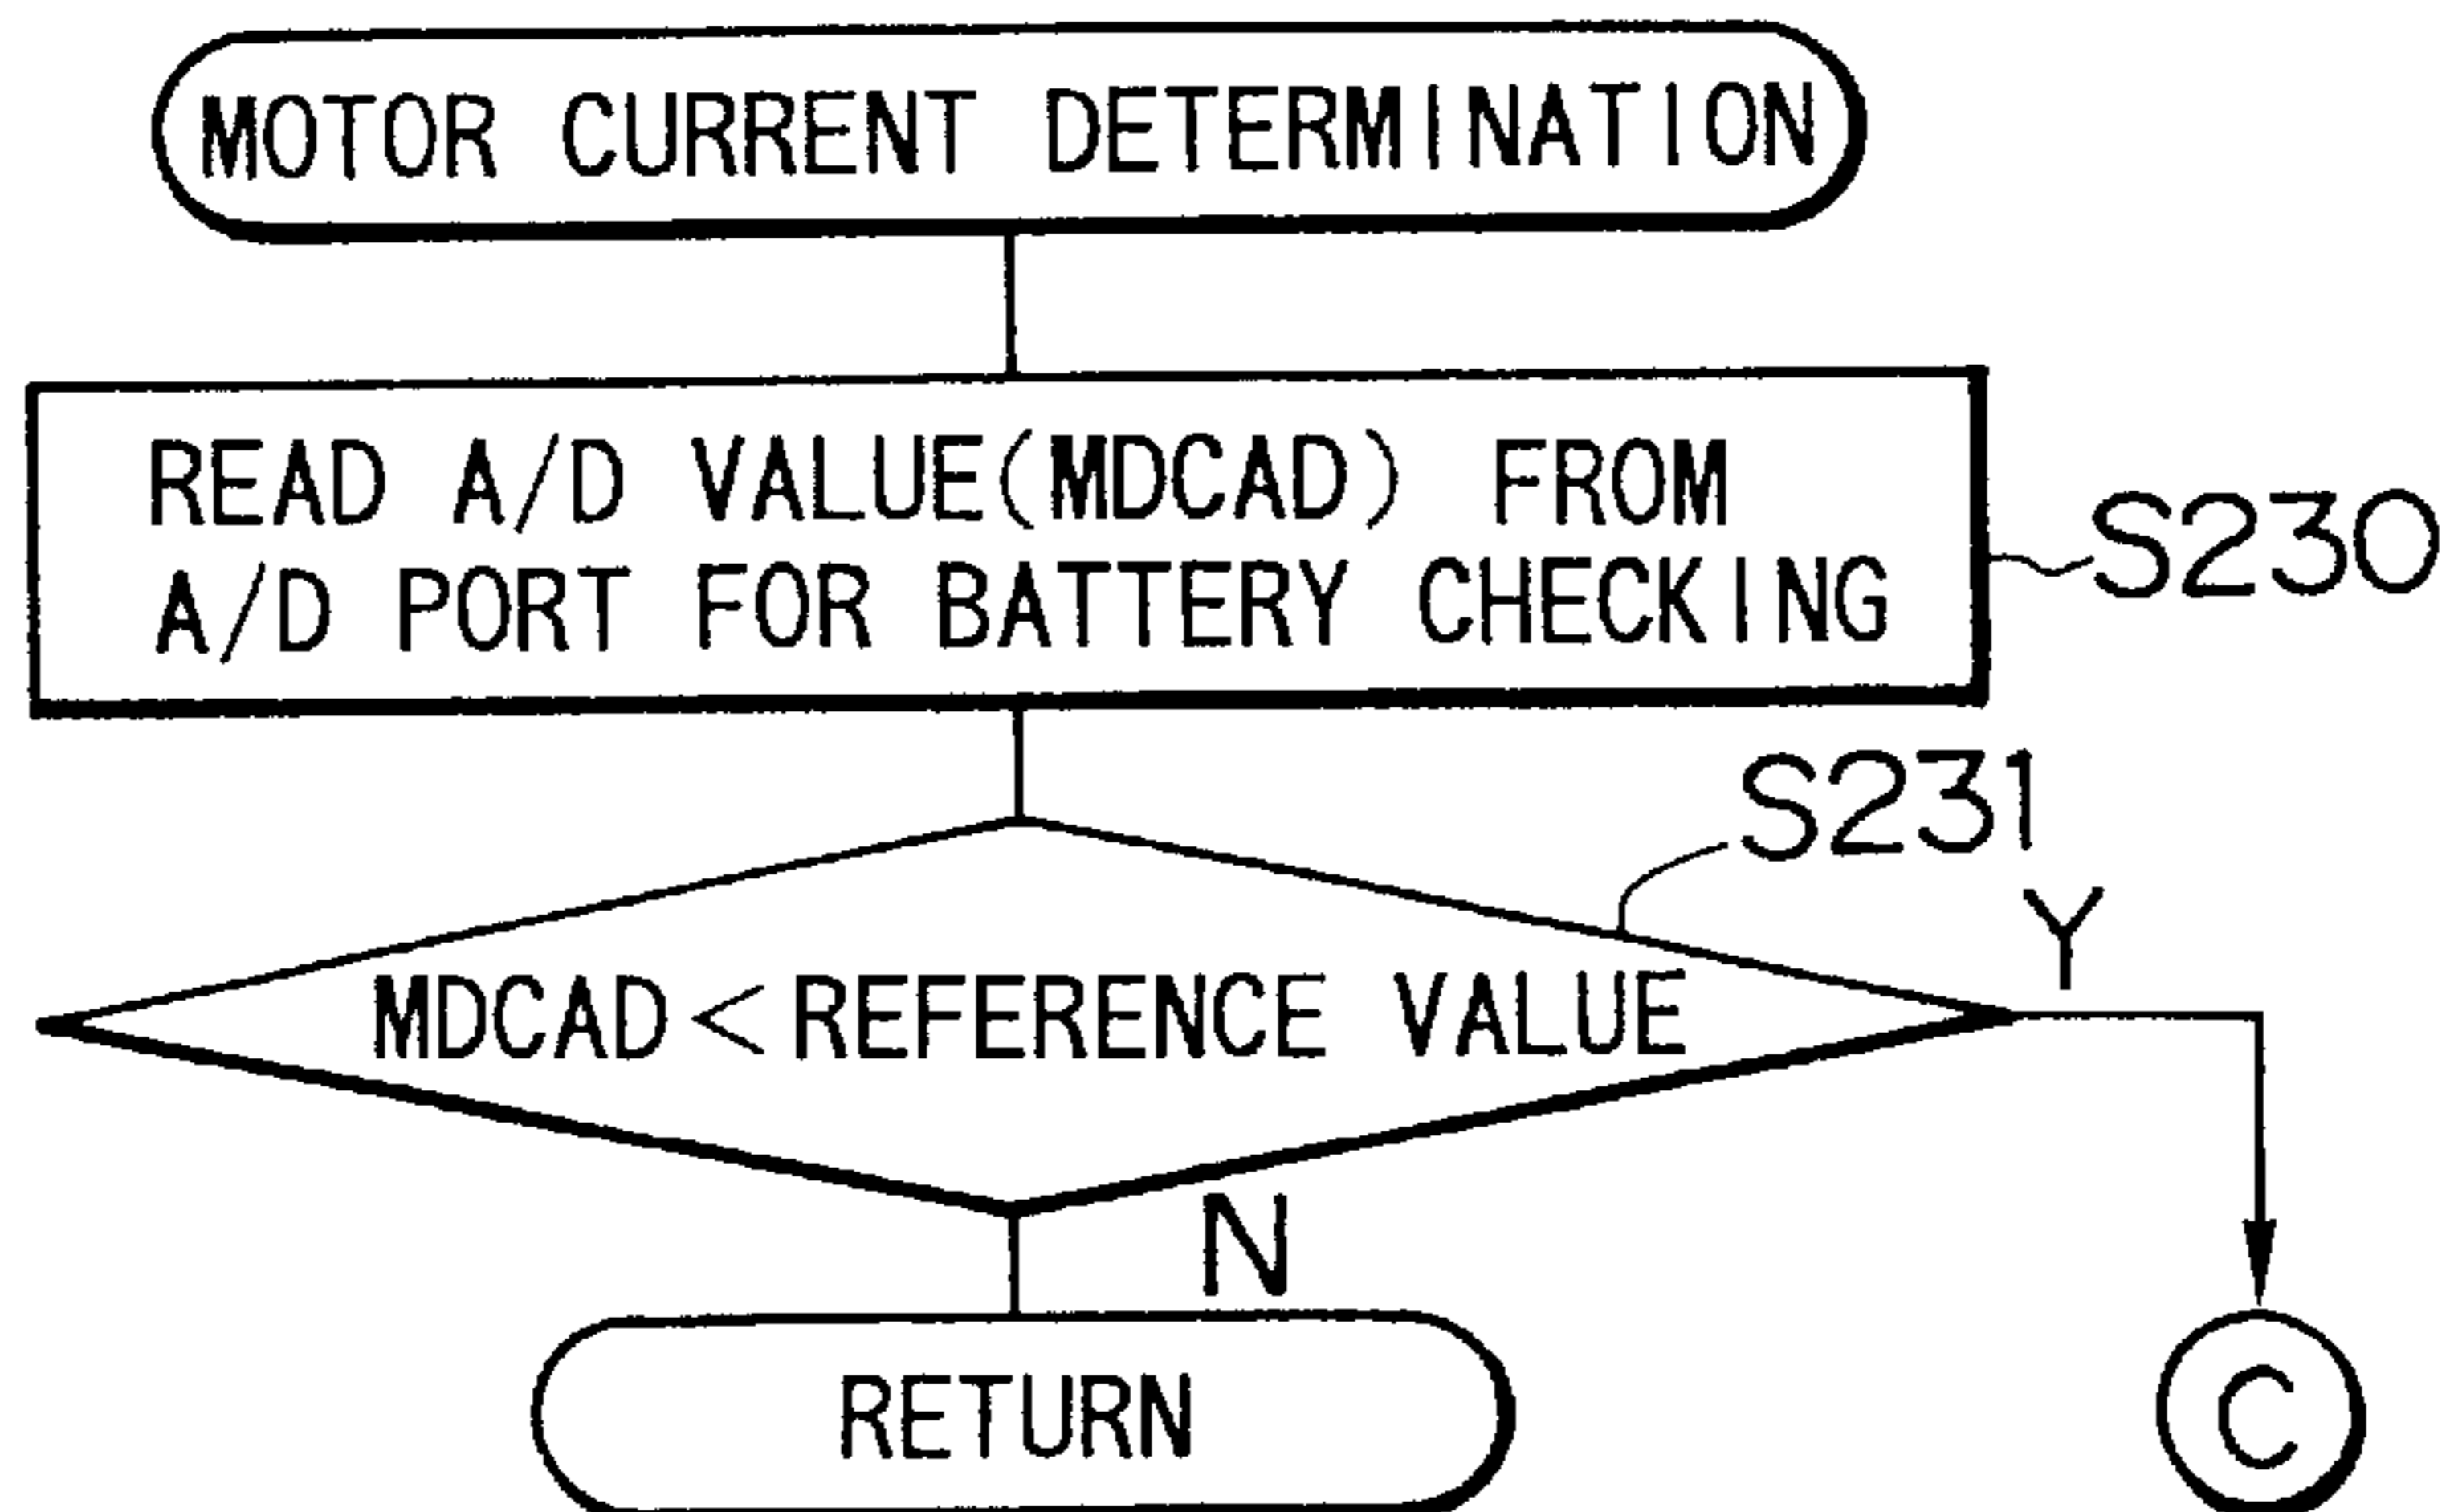 MOTOR CURRENT DETERMINATION
READ A/D VALUE(MDCAD) FROM
A/D PORT FOR BATTERY CHECKING
S230
S231
Y
MDCAD<REFERENCE VALUE
N
RETURN
C